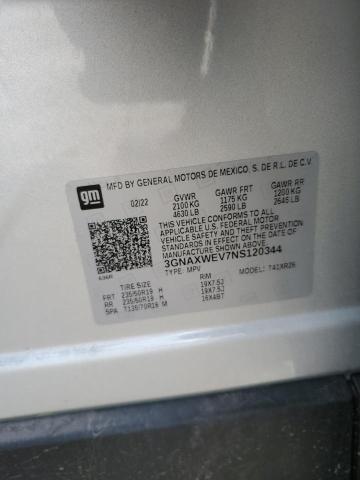 gm
MFD BY GENERAL MOTORS DE MEXICO, S. DE R.L. DE C.V.
02/22 GVWR GAWR FRT GAWR RR
2100 KG 1175 KG 1200 KG
4630 LB 2590 LB 2645 LB
THIS VEHICLE CONFORMS TO ALL
APPLICABLE U.S. FEDERAL MOTOR
VEHICLE SAFETY AND THEFT PREVENTION
STANDARDS IN EFFECT ON THE DATE OF
MANUFACTURE SHOWN ABOVE.
3GNAXWEV7NS120344
TYPE: MPV MODEL: T41XR26
TIRE SIZE RIM
FRT 235/50R19 H 19X7.5J
RR 235/50R19 H 19X7.5J
SPA T135/70R16 M 16X4BT